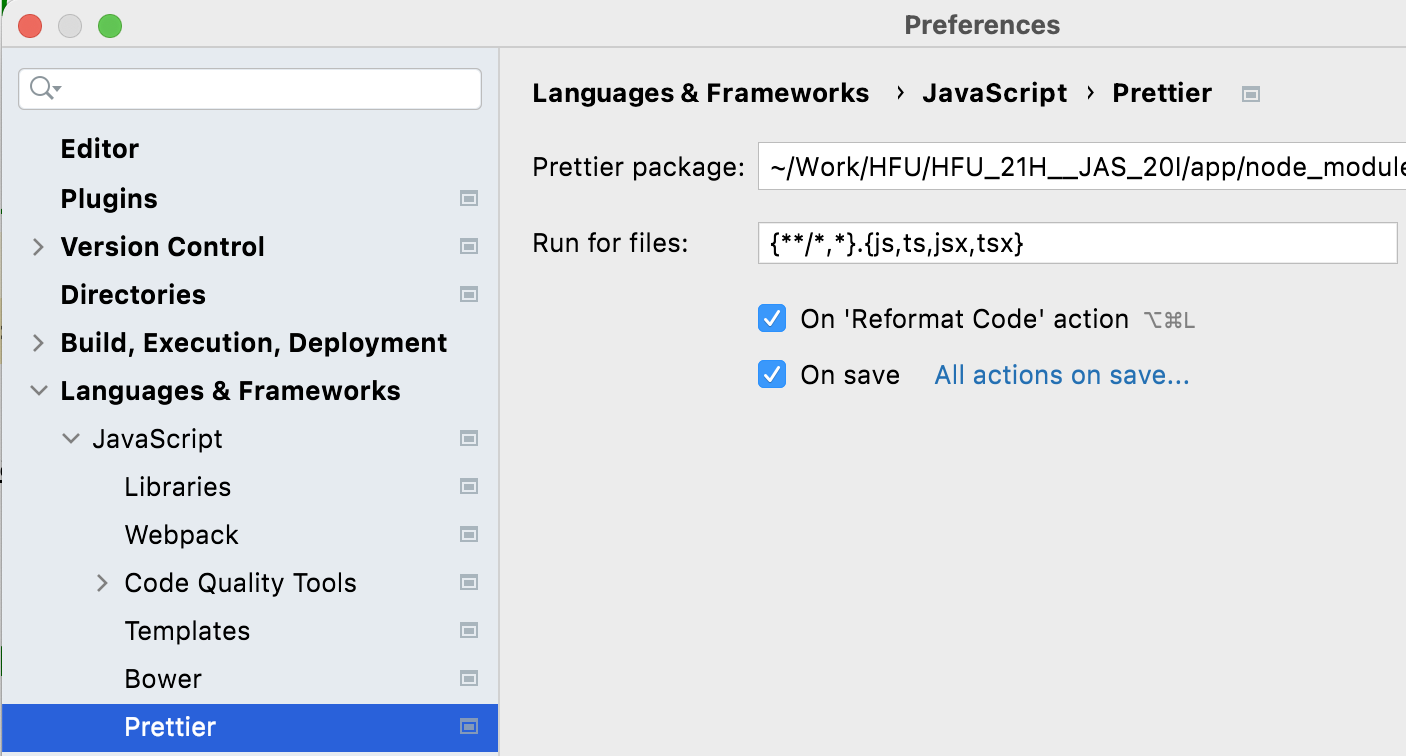 Preferences
Editor
Plugins
Version Control
Directories
Build, Execution, Deployment
Languages & Frameworks
JavaScript
Libraries
Webpack
Code Quality Tools
Templates
Bower
Prettier
Languages & Frameworks › JavaScript › Prettier
Prettier package: ~/Work/HFU/HFU_21H__JAS_20I/app/node_module
Run for files: {**/*,*}.{js,ts,jsx,tsx}
On 'Reformat Code' action ⌥⌘L
On save All actions on save...